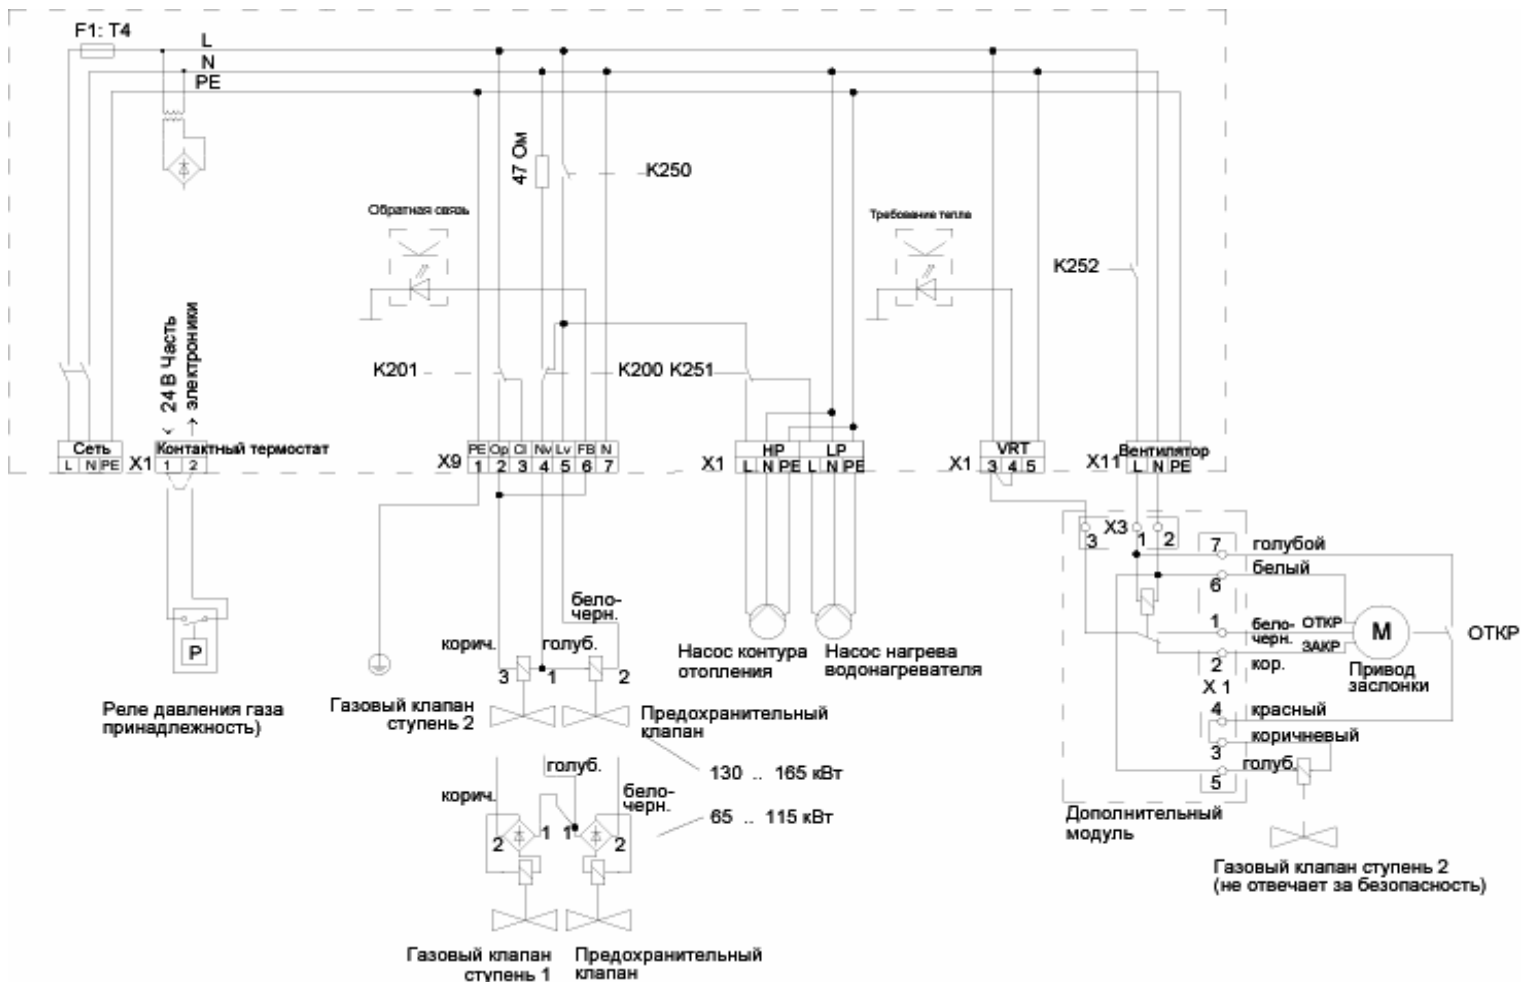 F1: T4
L
N
PE
47 Ом
K250
Обратная связь
Требование тепла
K252
24 В Часть
электроники
K201
K200 K251
Сеть
L N PE
X1
Контактный термостат
1 2
X9
PE Op Cl Nv Lv FB N
1 2 3 4 5 6 7
X1
HP LP
L N PE L N PE
X1
VRT
3 4 5
X11
Вентилятор
L N PE
X3
3 1 2
7 голубой
белый
6
1
бело-
черн.
ОТКР
ЗАКР
2 кор.
X 1
4 красный
коричневый
3
голуб.
5
M
ОТКР
Привод
заслонки
Дополнительный
модуль
Газовый клапан ступень 2
(не отвечает за безопасность)
P
Реле давления газа
принадлежность)
бело-
черн.
корич.
голуб.
3 1 2
Газовый клапан
ступень 2
Предохранительный
клапан
Насос контура
отопления
Насос нагрева
водонагревателя
130 .. 165 кВт
65 .. 115 кВт
голуб.
корич.
бело-
черн.
2 1 1 2
Газовый клапан
ступень 1
Предохранительный
клапан